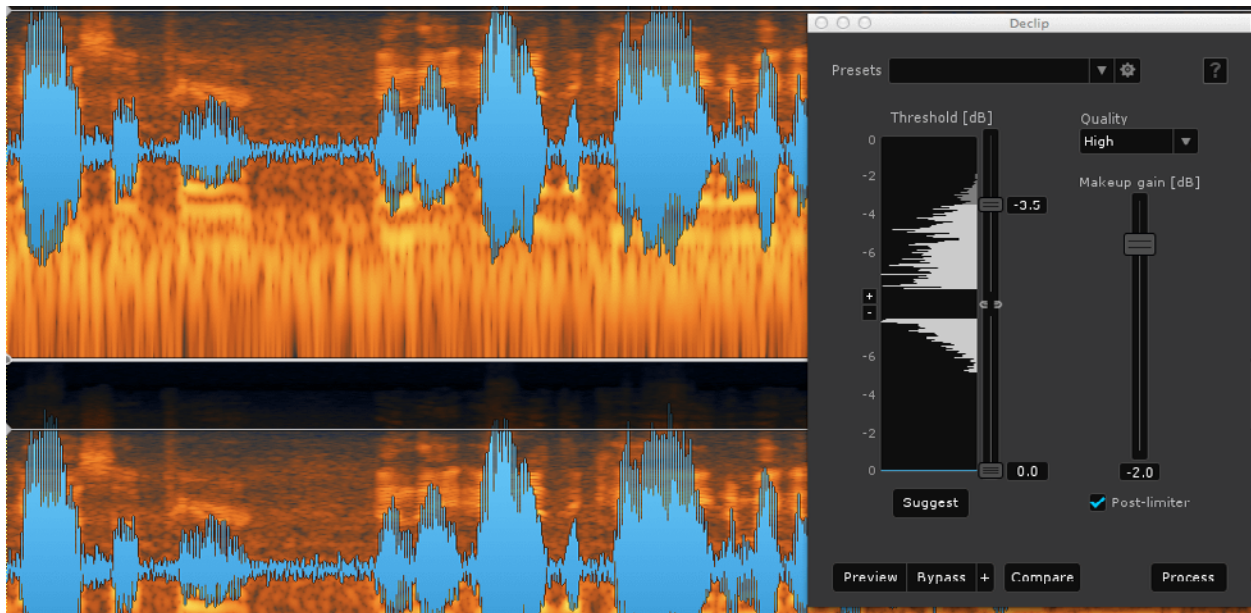 Declip
Presets
?
Threshold [dB]
Quality
High
Makeup gain [dB]
0
-2
-4
-6
+
-
-6
-4
-2
0
-3.5
0.0
-2.0
Suggest
Post-limiter
Preview Bypass + Compare Process